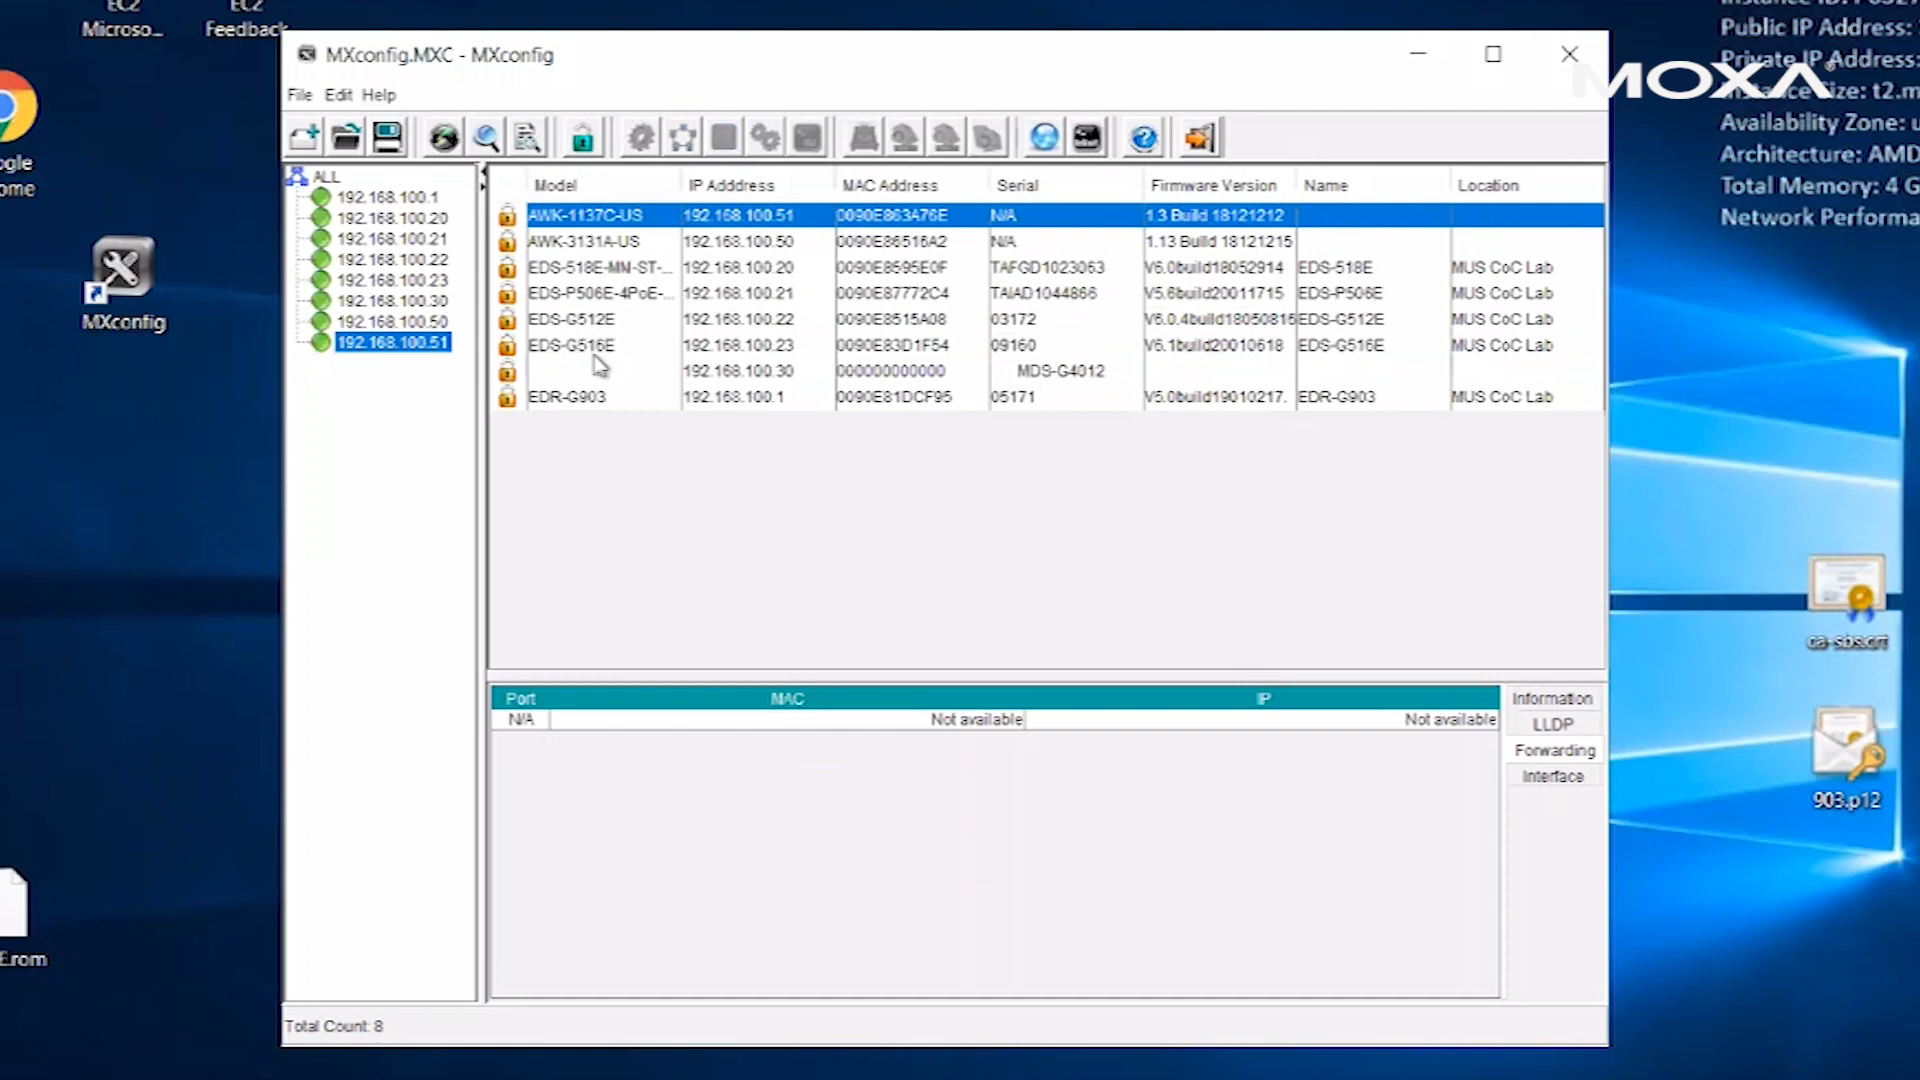 EC2
Microso...
EC2
Feedback
ogle
ome
MXconfig
E.rom
MXconfig.MXC - MXconfig
File Edit Help
ALL
192.168.100.1
192.168.100.20
192.168.100.21
192.168.100.22
192.168.100.23
192.168.100.30
192.168.100.50
192.168.100.51
Model IP Adddress MAC Address Serial Firmware Version Name Location
AWK-1137C-US 192.168.100.51 0090E863A76E N/A 1.3 Build 18121212
AWK-3131A-US 192.168.100.50 0090E86516A2 N/A 1.13 Build 18121215
EDS-518E-MM-ST-... 192.168.100.20 0090E8595E0F TAFGD1023063 V6.0build18052914 EDS-518E MUS CoC Lab
EDS-P506E-4PoE-... 192.168.100.21 0090E87772C4 TAIAD1044866 V5.6build20011715 EDS-P506E MUS CoC Lab
EDS-G512E 192.168.100.22 0090E8515A08 03172 V6.0.4build18050816 EDS-G512E MUS CoC Lab
EDS-G516E 192.168.100.23 0090E83D1F54 09160 V6.1build20010618 EDS-G516E MUS CoC Lab
192.168.100.30 000000000000 MDS-G4012
EDR-G903 192.168.100.1 0090E81DCF95 05171 V5.0build19010217. EDR-G903 MUS CoC Lab
Port MAC IP
N/A Not available Not available
Information
LLDP
Forwarding
Interface
Total Count: 8
MOXA
Public IP Address:
Private IP Address:
Instance Size: t2.m
Availability Zone: u
Architecture: AMD
Total Memory: 4 G
Network Performa
ca-sbs.crt
903.p12